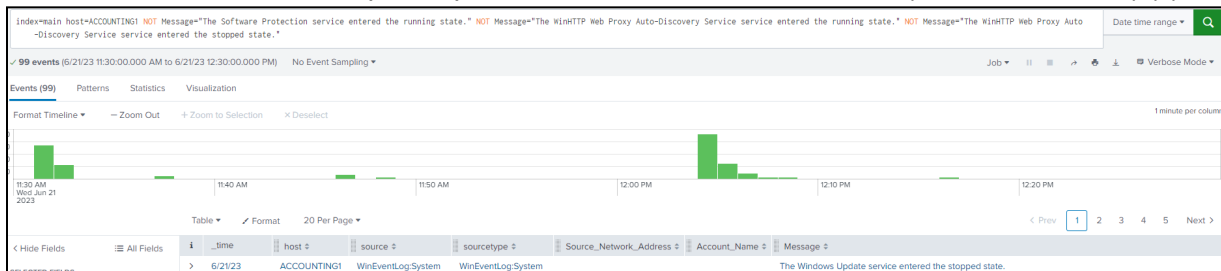 index=main host=ACCOUNTING1 NOT Message="The Software Protection service entered the running state." NOT Message="The WinHTTP Web Proxy Auto-Discovery Service service entered the running state." NOT Message="The WinHTTP Web Proxy Auto
-Discovery Service service entered the stopped state."
Date time range
✓ 99 events (6/21/23 11:30:00.000 AM to 6/21/23 12:30:00.000 PM) No Event Sampling
Job Verbose Mode
Events (99) Patterns Statistics Visualization
Format Timeline — Zoom Out + Zoom to Selection × Deselect 1 minute per column
11:30 AM 11:40 AM 11:50 AM 12:00 PM 12:10 PM 12:20 PM
Wed Jun 21
2023
Table Format 20 Per Page < Prev 1 2 3 4 5 Next >
< Hide Fields All Fields i _time host source sourcetype Source_Network_Address Account_Name Message
> 6/21/23 ACCOUNTING1 WinEventLog:System WinEventLog:System The Windows Update service entered the stopped state.